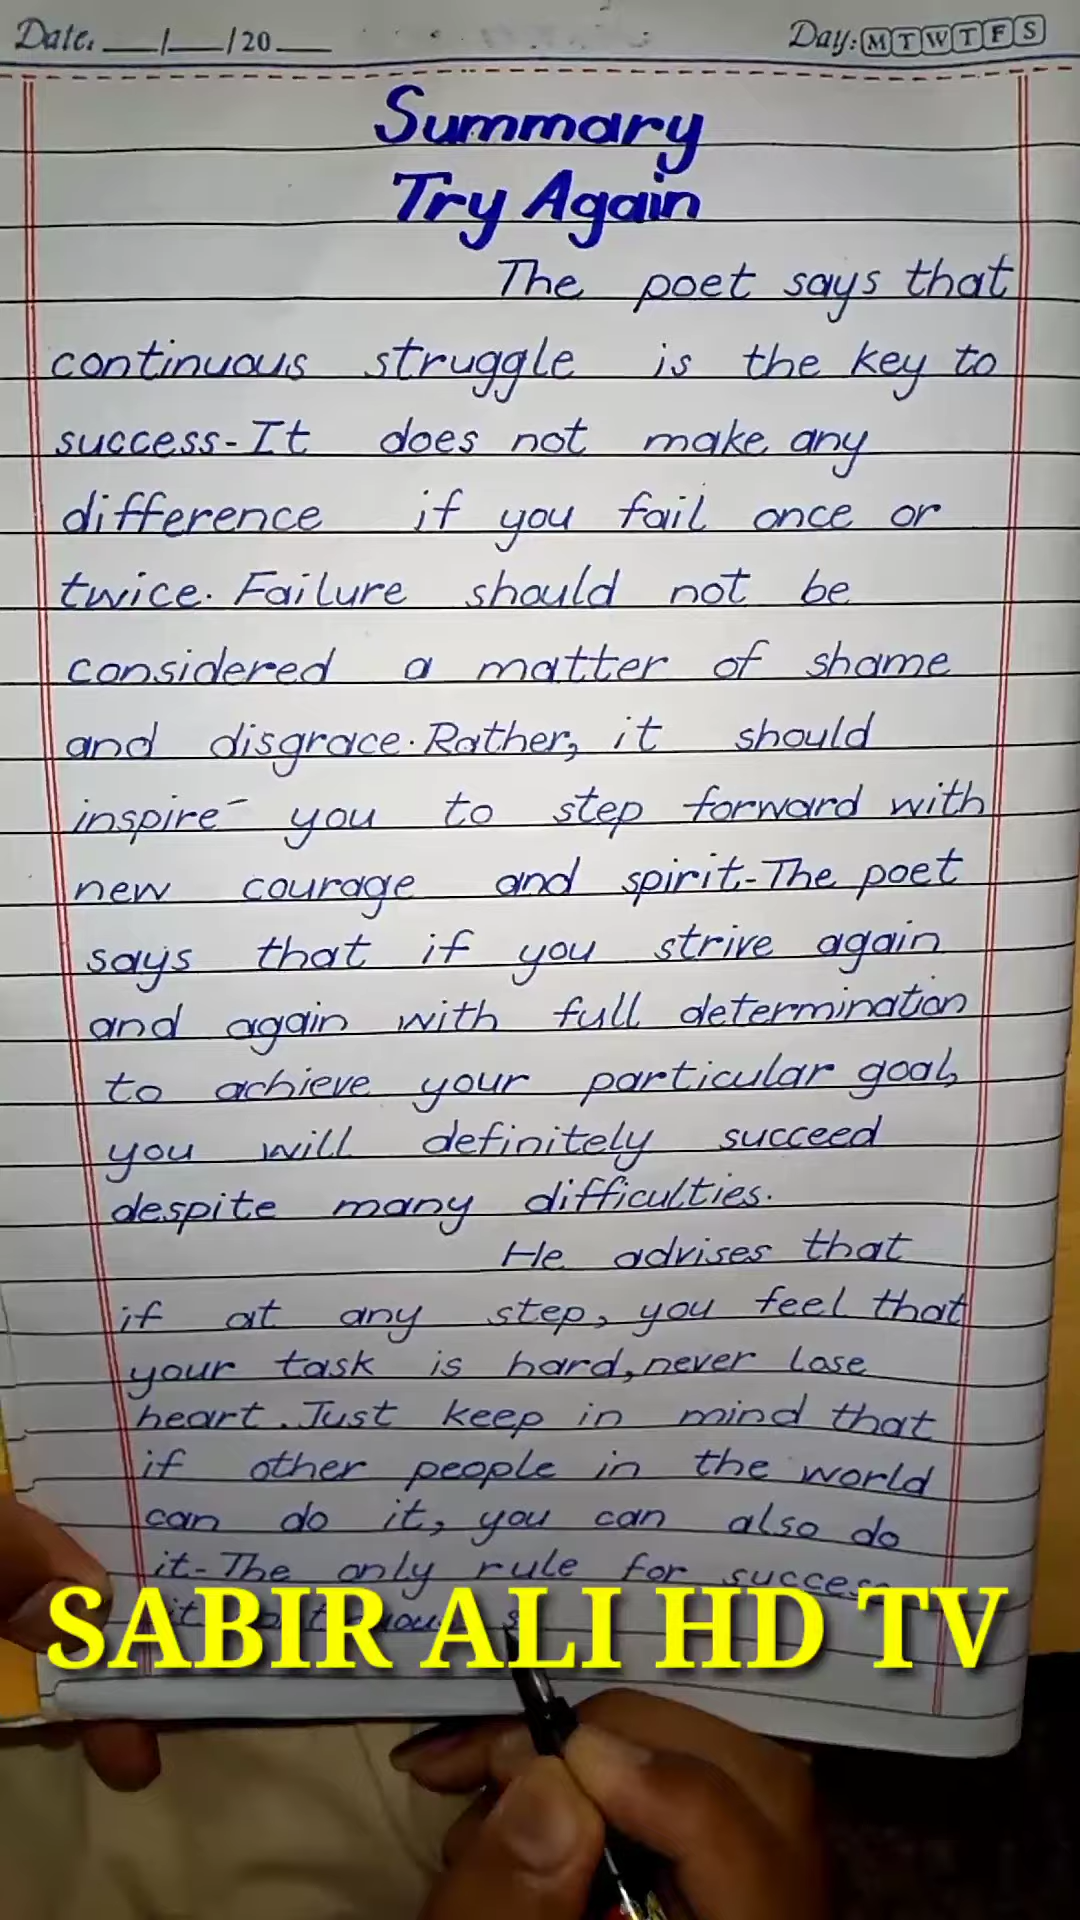 Date. ___/___/20___ Day: M T W T F S
Summary
Try Again
The poet says that
continuous struggle is the key to
success-It does not make any
difference if you fail once or
twice. Failure should not be
considered a matter of shame
and disgrace. Rather, it should
inspire you to step forward with
new courage and spirit.-The poet
says that if you strive again
and again with full determination
to achieve your particular goal,
you will definitely succeed
despite many difficulties.
He advises that
if at any step, you feel that
your task is hard, never lose
heart. Just keep in mind that
if other people in the world
can do it, you can also do
it-The only rule for success
SABIR ALI HD TV